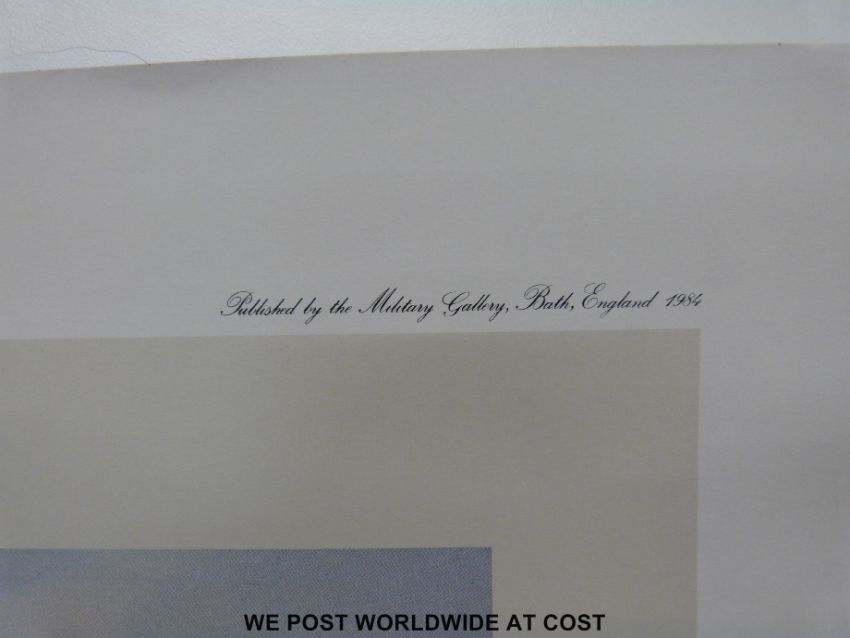 Published by the Military Gallery, Bath, England 1984
WE POST WORLDWIDE AT COST